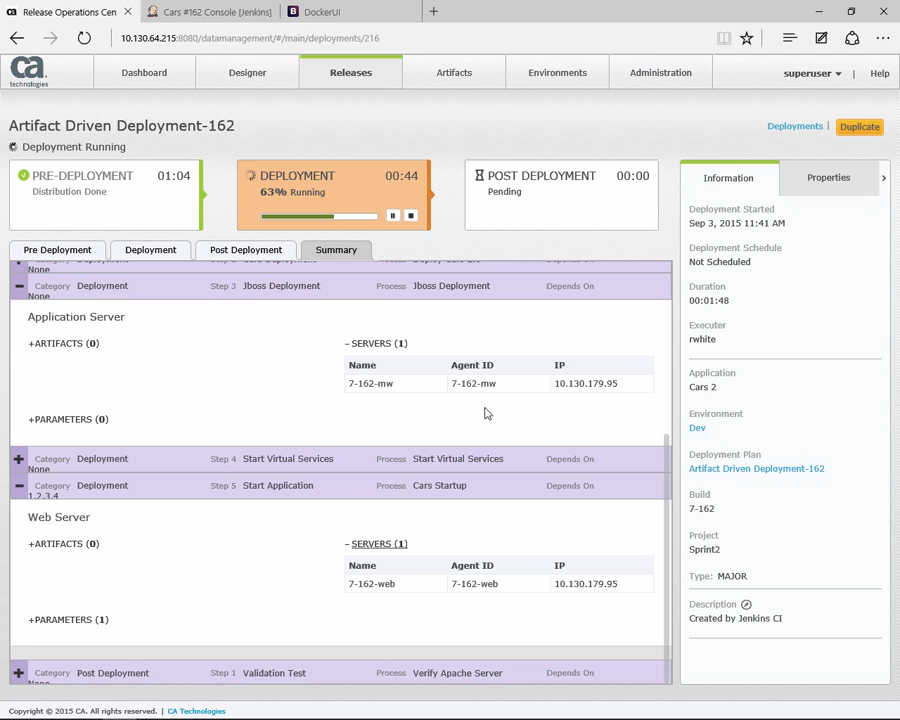 Release Operations Cen
Cars #162 Console [Jenkins]
DockerUI
10.130.64.215:8080/datamanagement/#/main/deployments/216
ca
technologies
Dashboard
Designer
Releases
Artifacts
Environments
Administration
superuser
|
Help
Artifact Driven Deployment-162
Deployments |
Duplicate
Deployment Running
PRE-DEPLOYMENT 01:04
Distribution Done
DEPLOYMENT 00:44
63% Running
POST DEPLOYMENT 00:00
Pending
Pre Deployment
Deployment
Post Deployment
Summary
None
Category Deployment Step 3 Jboss Deployment Process Jboss Deployment Depends On
None
Application Server
+ARTIFACTS (0)
–SERVERS (1)
Name Agent ID IP
7-162-mw 7-162-mw 10.130.179.95
+PARAMETERS (0)
Category Deployment Step 4 Start Virtual Services Process Start Virtual Services Depends On
None
Category Deployment Step 5 Start Application Process Cars Startup Depends On
1,2,3,4
Web Server
+ARTIFACTS (0)
–SERVERS (1)
Name Agent ID IP
7-162-web 7-162-web 10.130.179.95
+PARAMETERS (1)
Category Post Deployment Step 1 Validation Test Process Verify Apache Server Depends On
Information
Properties
Deployment Started
Sep 3, 2015 11:41 AM
Deployment Schedule
Not Scheduled
Duration
00:01:48
Executer
rwhite
Application
Cars 2
Environment
Dev
Deployment Plan
Artifact Driven Deployment-162
Build
7-162
Project
Sprint2
Type: MAJOR
Description
Created by Jenkins CI
Copyright © 2015 CA. All rights reserved. | CA Technologies